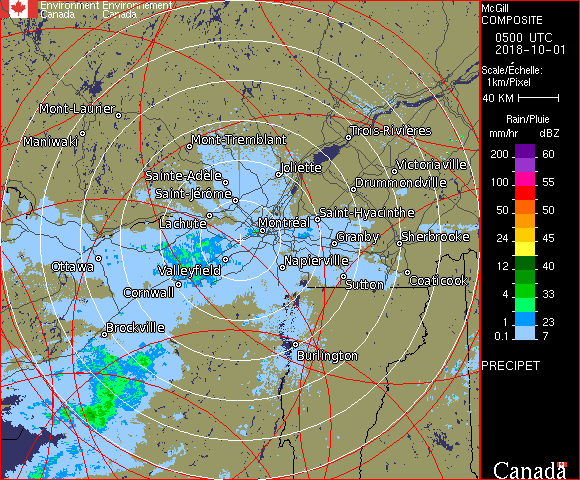 Environment Environnement
Canada Canada
Mont-Laurier
Maniwaki
Mont-Tremblant
Trois-Rivières
Sainte-Adèle
Joliette
Victoriaville
Saint-Jérôme
Drummondville
Lachute
Montréal
Saint-Hyacinthe
Granby
Sherbrooke
Ottawa
Valleyfield
Napierville
Cornwall
Sutton
Coaticook
Brockville
Burlington
McGill
COMPOSITE
0500 UTC
2018-10-01
Scale/Échelle:
1km/Pixel
40 KM
Rain/Pluie
mm/hr dBZ
200 60
100 55
50 50
24 45
12 40
4 33
1 23
0.1 7
PRECIPET
Canada